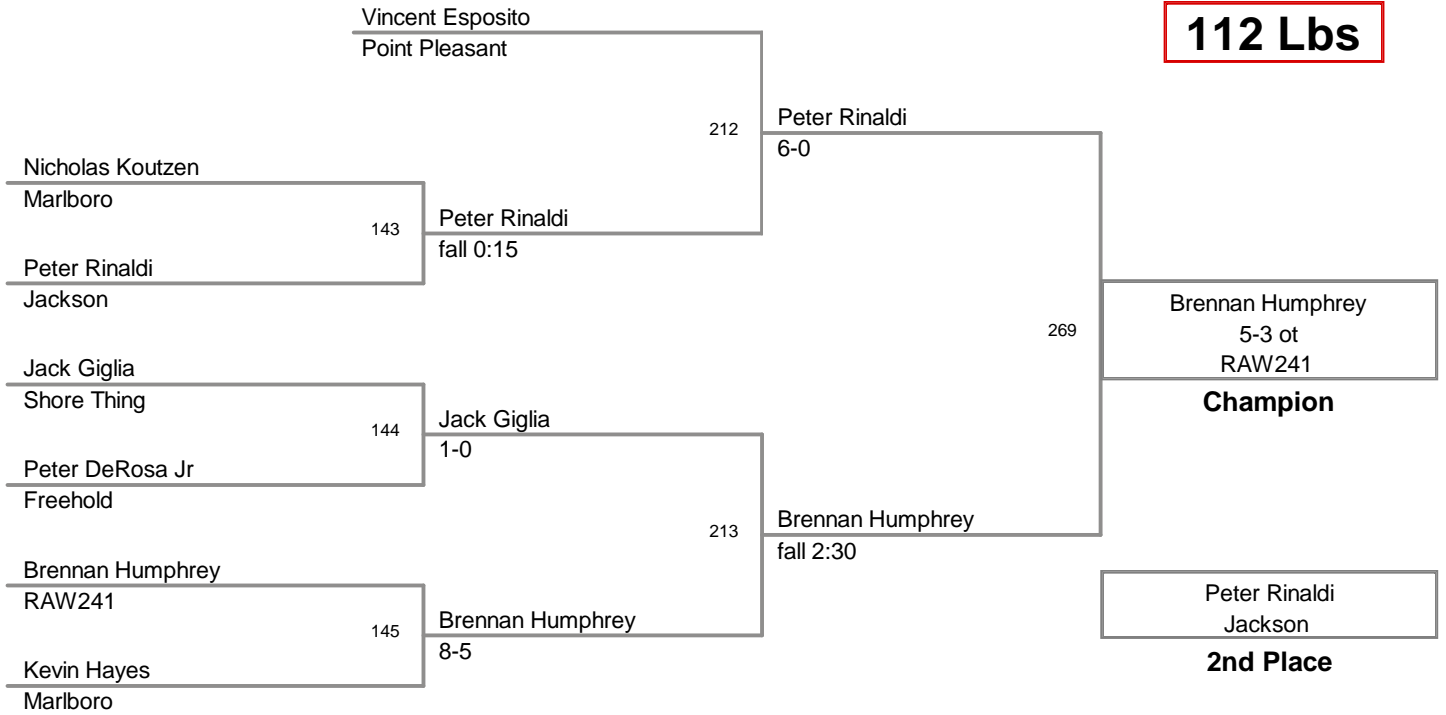 Vincent Esposito
Point Pleasant
112 Lbs
212
Peter Rinaldi
6-0
Nicholas Koutzen
Marlboro
143
Peter Rinaldi
fall 0:15
Peter Rinaldi
Jackson
269
Brennan Humphrey
5-3 ot
RAW241
Champion
Jack Giglia
Shore Thing
144
Jack Giglia
1-0
Peter DeRosa Jr
Freehold
213
Brennan Humphrey
fall 2:30
Brennan Humphrey
RAW241
145
Brennan Humphrey
8-5
Kevin Hayes
Marlboro
Peter Rinaldi
Jackson
2nd Place